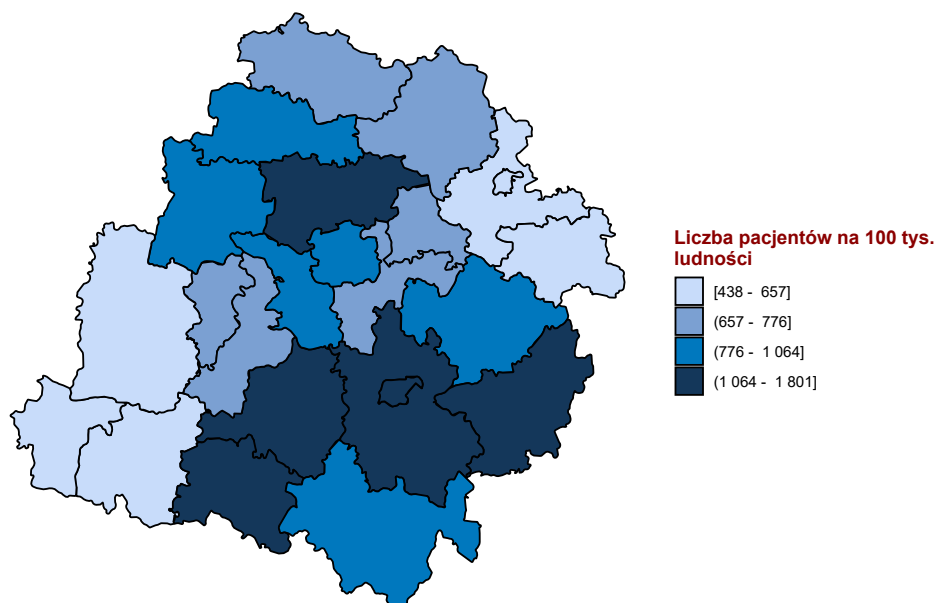 Liczba pacjentów na 100 tys.
ludności
[438 - 657]
(657 - 776]
(776 - 1 064]
(1 064 - 1 801]